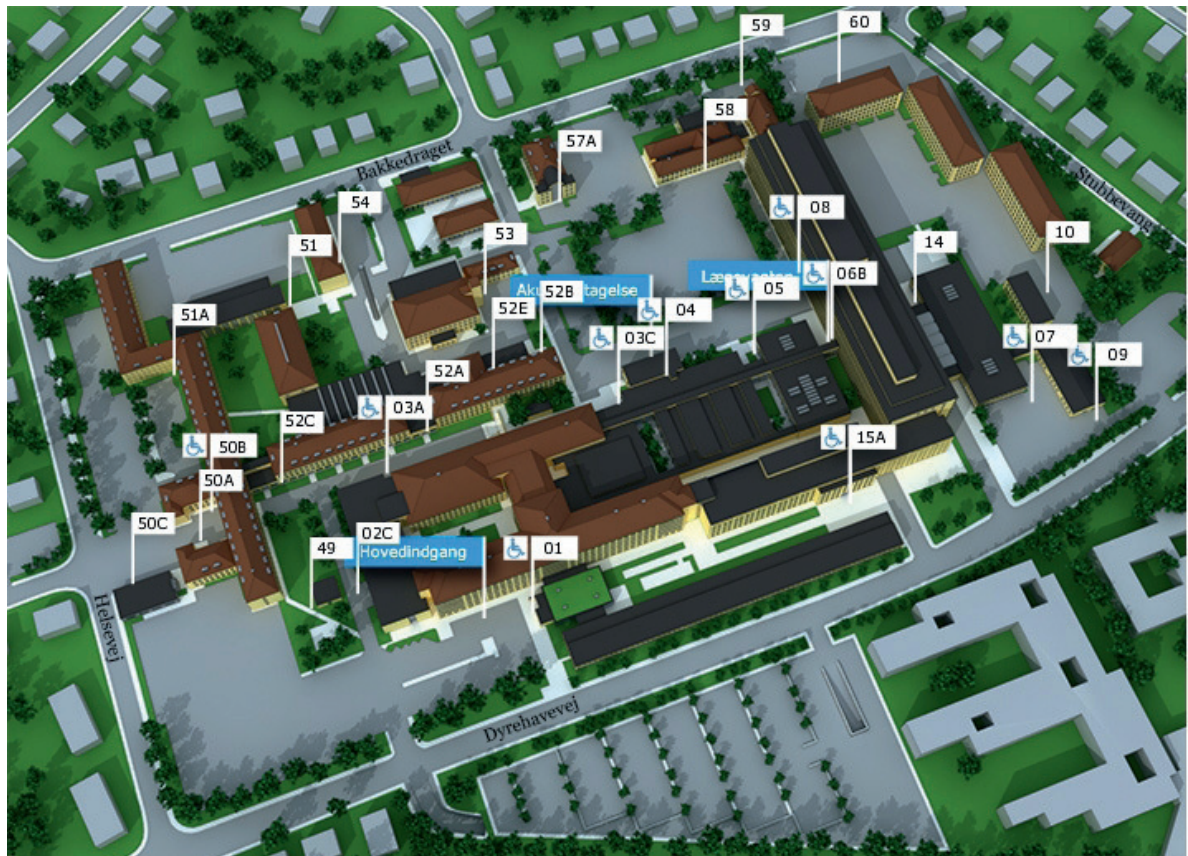 59
60
58
57A
Bakkedraget
Stubbevang
54
08
51
53
14
10
06B
52B
05
51A
52E
04
03C
07
09
52A
03A
52C
15A
50B
50A
50C
02C
49
Hovedindgang
01
Helsevej
Dyrehavevej